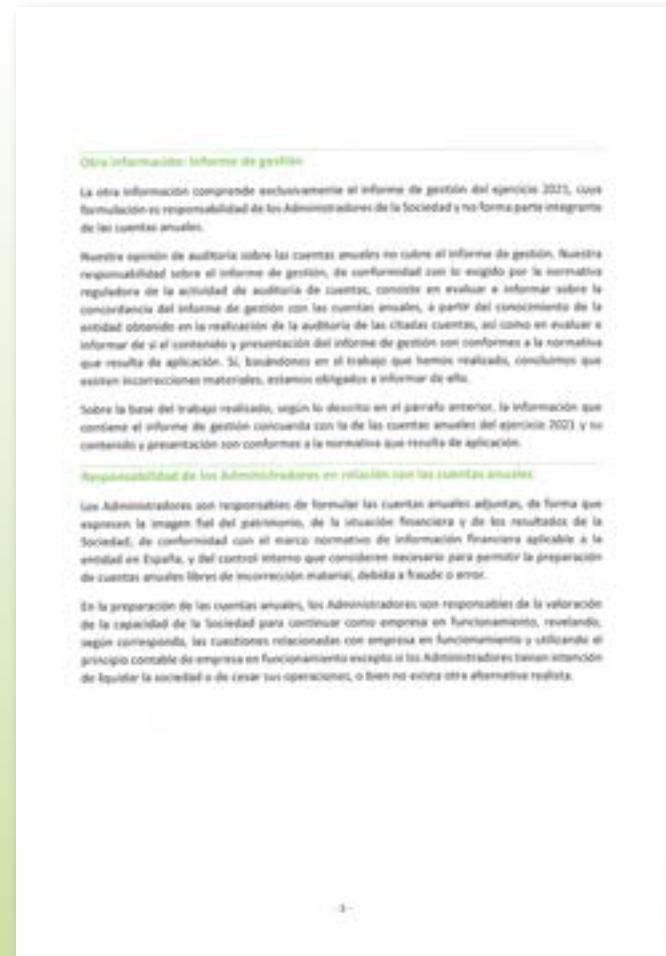 Otra información: Informe de gestión
La otra información comprende exclusivamente el informe de gestión del ejercicio 2021, cuya
formulación es responsabilidad de los Administradores de la Sociedad y no forma parte integrante
de las cuentas anuales.
Nuestra opinión de auditoría sobre las cuentas anuales no cubre el informe de gestión. Nuestra
responsabilidad sobre el informe de gestión, de conformidad con lo exigido por la normativa
reguladora de la actividad de auditoría de cuentas, consiste en evaluar e informar sobre la
concordancia del informe de gestión con las cuentas anuales, a partir del conocimiento de la
entidad obtenido en la realización de la auditoría de las citadas cuentas, así como en evaluar e
informar de si el contenido y presentación del informe de gestión son conformes a la normativa
que resulta de aplicación. Si, basándonos en el trabajo que hemos realizado, concluimos que
existen incorrecciones materiales, estamos obligados a informar de ello.
Sobre la base del trabajo realizado, según lo descrito en el párrafo anterior, la información que
contiene el informe de gestión concuerda con la de las cuentas anuales del ejercicio 2021 y su
contenido y presentación son conformes a la normativa que resulta de aplicación.
Responsabilidad de los Administradores en relación con las cuentas anuales
Los Administradores son responsables de formular las cuentas anuales adjuntas, de forma que
expresen la imagen fiel del patrimonio, de la situación financiera y de los resultados de la
Sociedad, de conformidad con el marco normativo de información financiera aplicable a la
entidad en España, y del control interno que consideren necesario para permitir la preparación
de cuentas anuales libres de incorrección material, debida a fraude o error.
En la preparación de las cuentas anuales, los Administradores son responsables de la valoración
de la capacidad de la Sociedad para continuar como empresa en funcionamiento, revelando,
según corresponda, las cuestiones relacionadas con empresa en funcionamiento y utilizando el
principio contable de empresa en funcionamiento excepto si los Administradores tienen intención
de liquidar la sociedad o de cesar sus operaciones, o bien no exista otra alternativa realista.